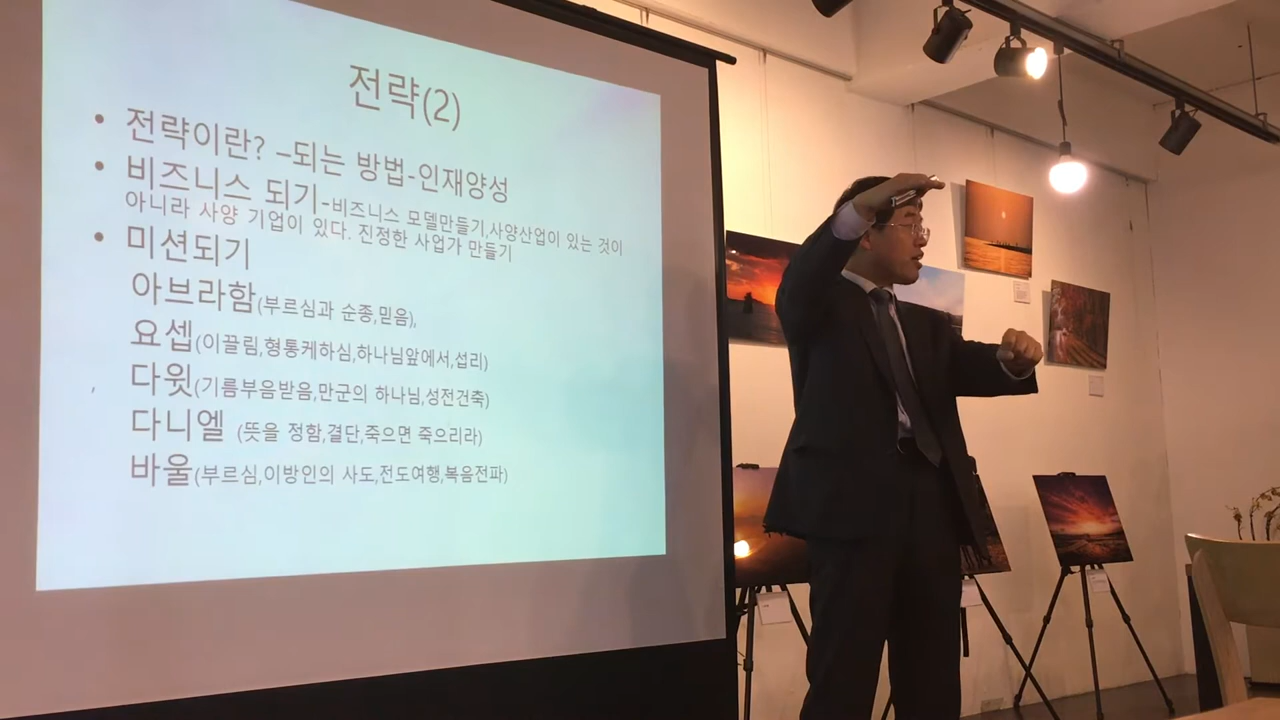 전략(2)
• 전략이란? –되는 방법-인재양성
• 비즈니스 되기-비즈니스 모델만들기,사양산업이 있는 것이
아니라 사양 기업이 있다. 진정한 사업가 만들기
• 미션되기
아브라함(부르심과 순종,믿음),
요셉(이끌림,형통케하심,하나님앞에서,섭리)
, 다윗(기름부음받음,만군의 하나님,성전건축)
다니엘 (뜻을 정함,결단,죽으면 죽으리라)
바울(부르심,이방인의 사도,전도여행,복음전파)